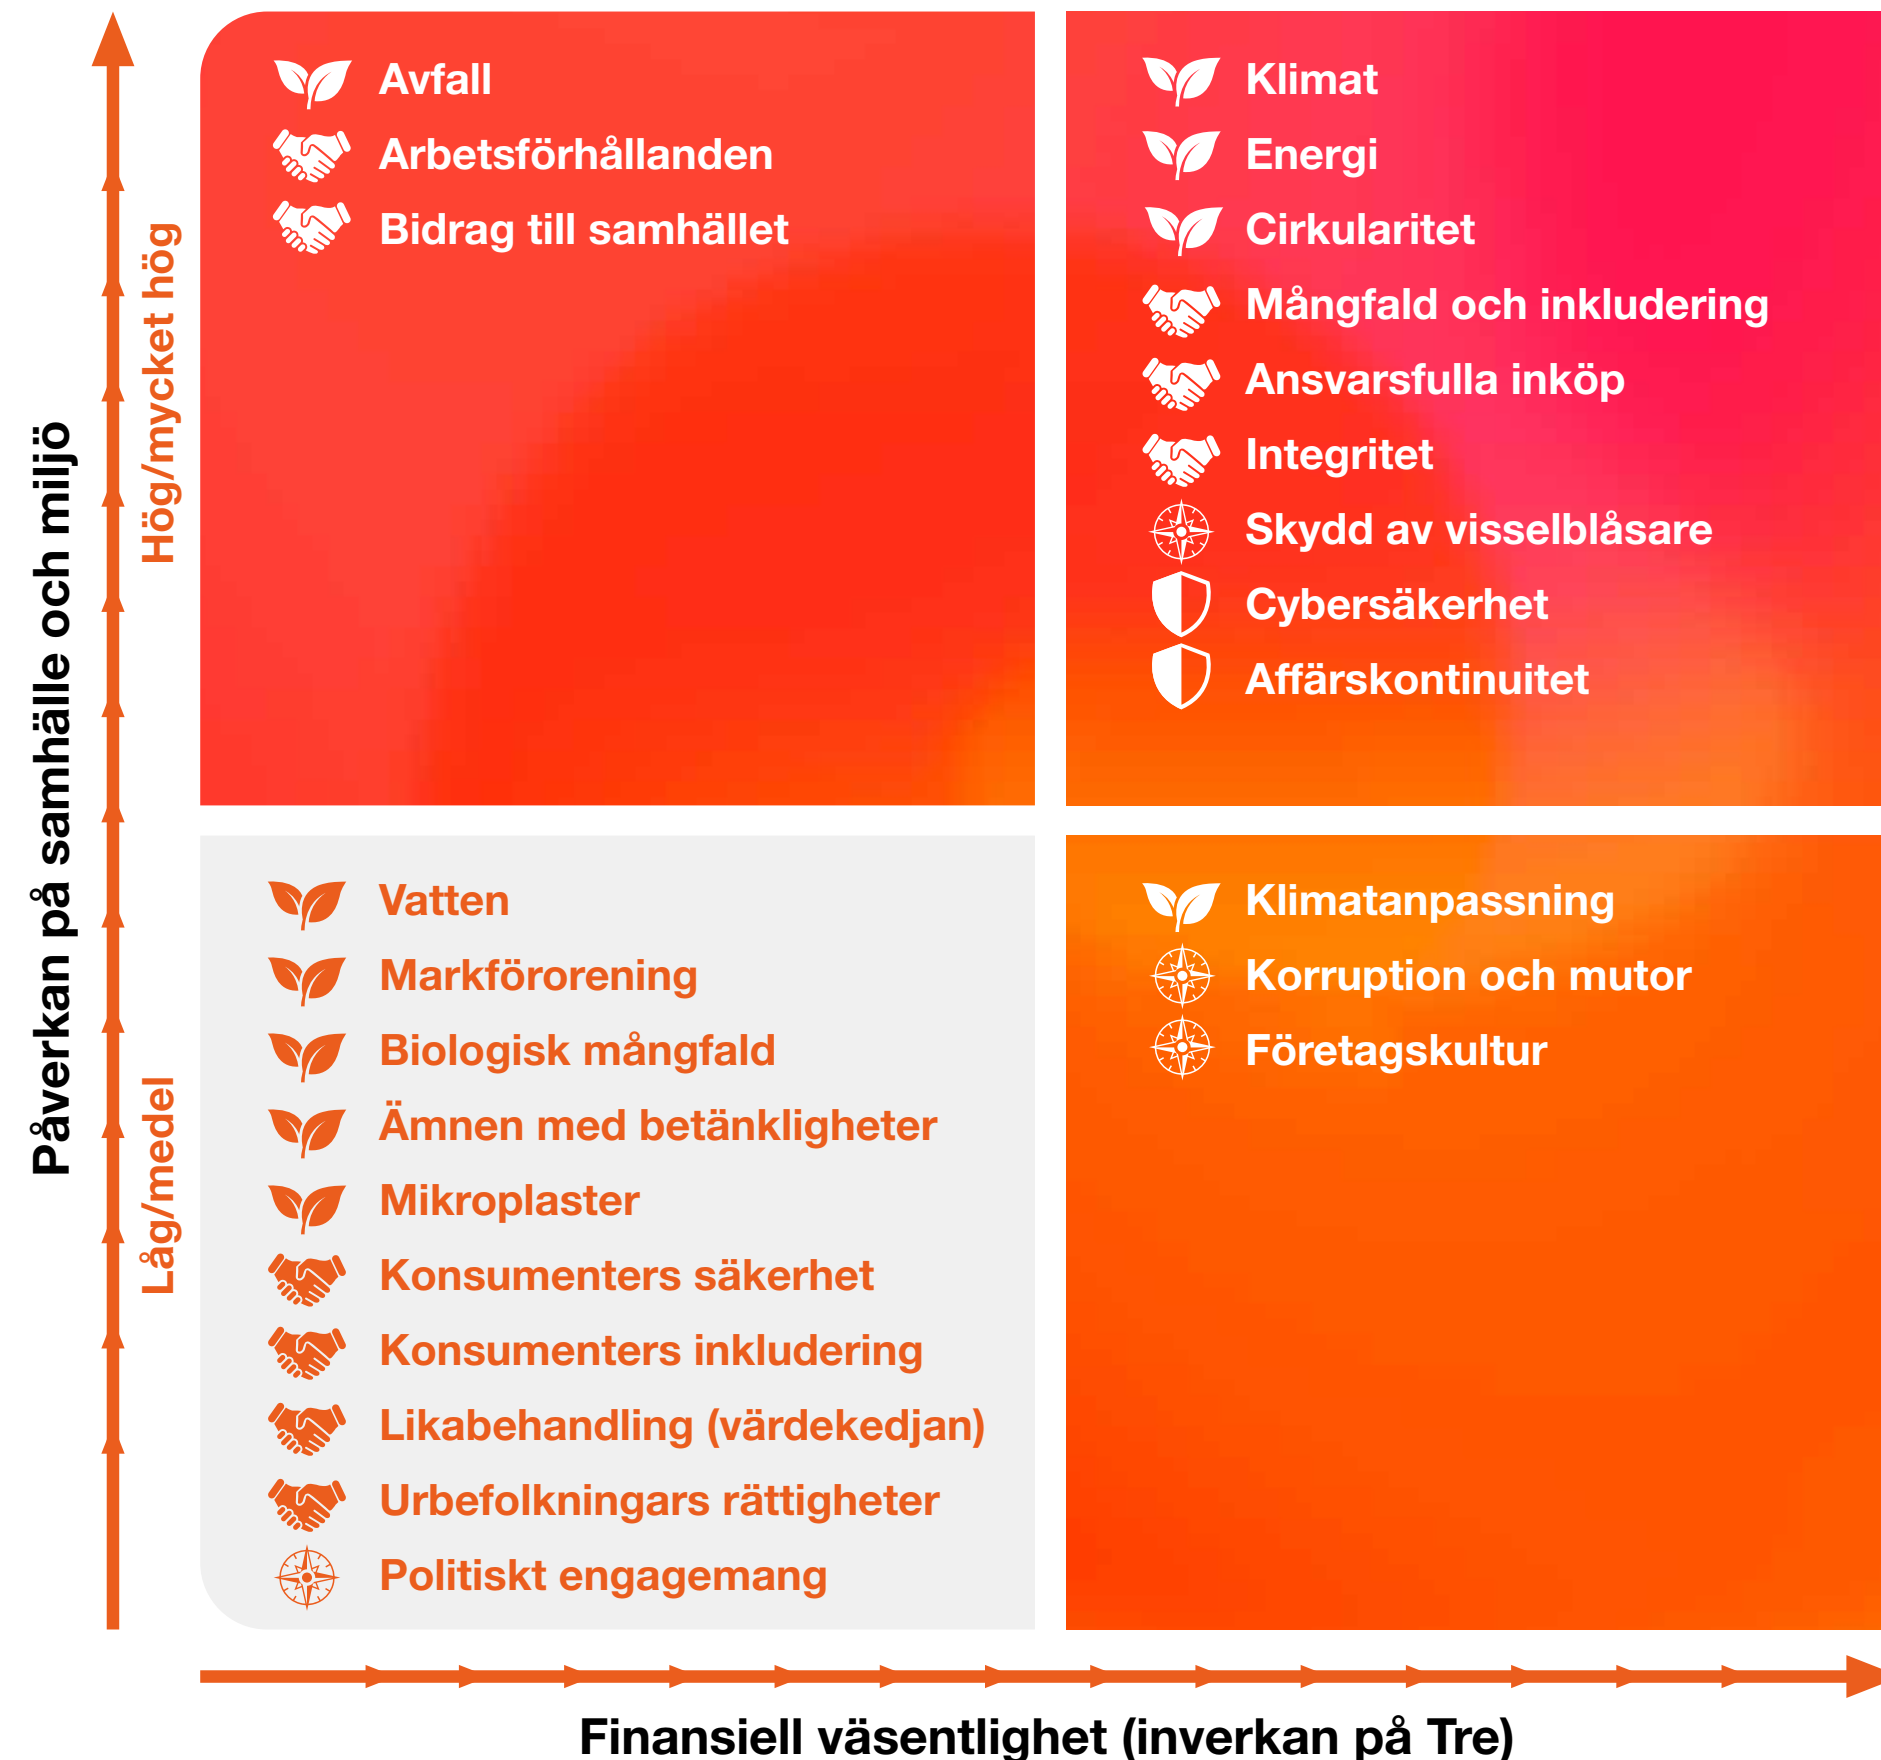 Påverkan på samhälle och miljö
Hög/mycket hög
Avfall
Arbetsförhållanden
Bidrag till samhället
Klimat
Energi
Cirkularitet
Mångfald och inkludering
Ansvarsfulla inköp
Integritet
Skydd av visselblåsare
Cybersäkerhet
Affärskontinuitet
Låg/medel
Vatten
Markförorening
Biologisk mångfald
Ämnen med betänkligheter
Mikroplaster
Konsumenters säkerhet
Konsumenters inkludering
Likabehandling (värdekedjan)
Urbefolkningars rättigheter
Politiskt engagemang
Klimatanpassning
Korruption och mutor
Företagskultur
Finansiell väsentlighet (inverkan på Tre)